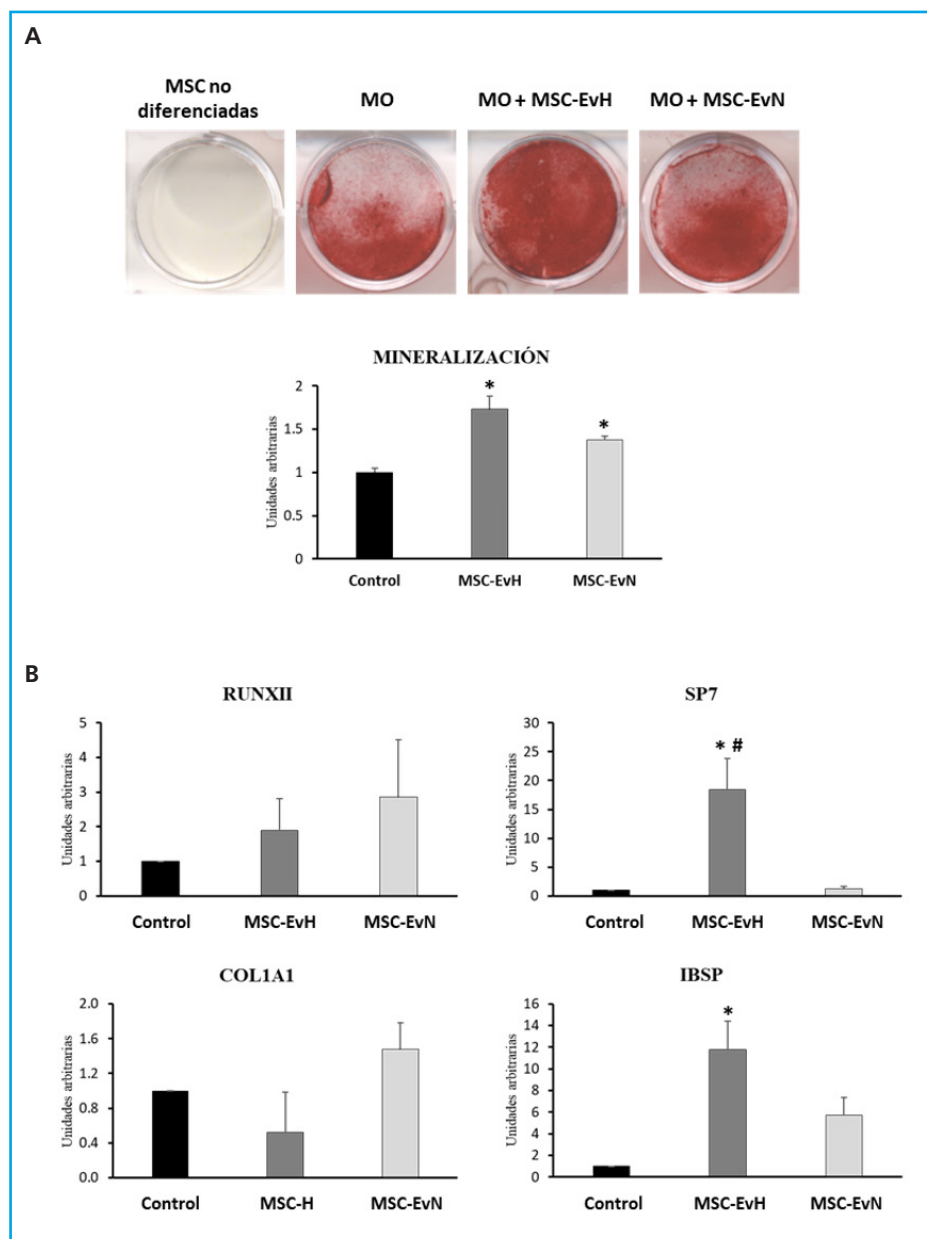 A
MSC no
diferenciadas
MO
MO + MSC-EvH
MO + MSC-EvN
MINERALIZACIÓN
Unidades arbitrarias
2
1.5
1
0.5
0
*
*
Control
MSC-EvH
MSC-EvN
B
RUNXII
Unidades arbitrarias
5
4
3
2
1
0
Control
MSC-EvH
MSC-EvN
SP7
Unidades arbitrarias
30
25
20
15
10
5
0
* #
Control
MSC-EvH
MSC-EvN
COL1A1
Unidades arbitrarias
2.0
1.6
1.2
0.8
0.4
0.0
Control
MSC-H
MSC-EvN
IBSP
Unidades arbitrarias
16
14
12
10
8
6
4
2
0
*
Control
MSC-EvH
MSC-EvN